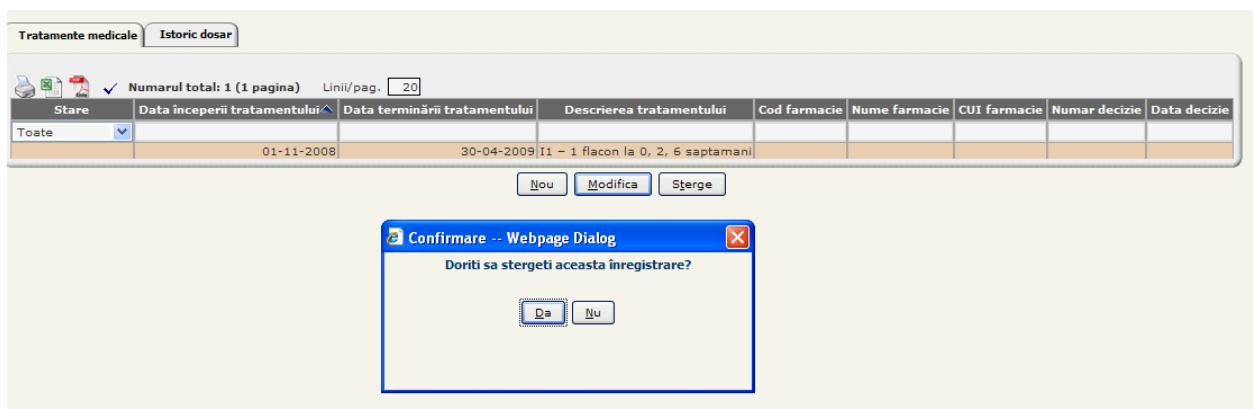 Tratamente medicale Istoric dosar
Numarul total: 1 (1 pagina) Linii/pag. 20
Stare Data începerii tratamentului Data terminării tratamentului Descrierea tratamentului Cod farmacie Nume farmacie CUI farmacie Numar decizie Data decizie
Toate
01-11-2008 30-04-2009 I1 – 1 flacon la 0, 2, 6 saptamani
Nou Modifica Sterge
Confirmare -- Webpage Dialog
Doriti sa stergeti aceasta înregistrare?
Da Nu